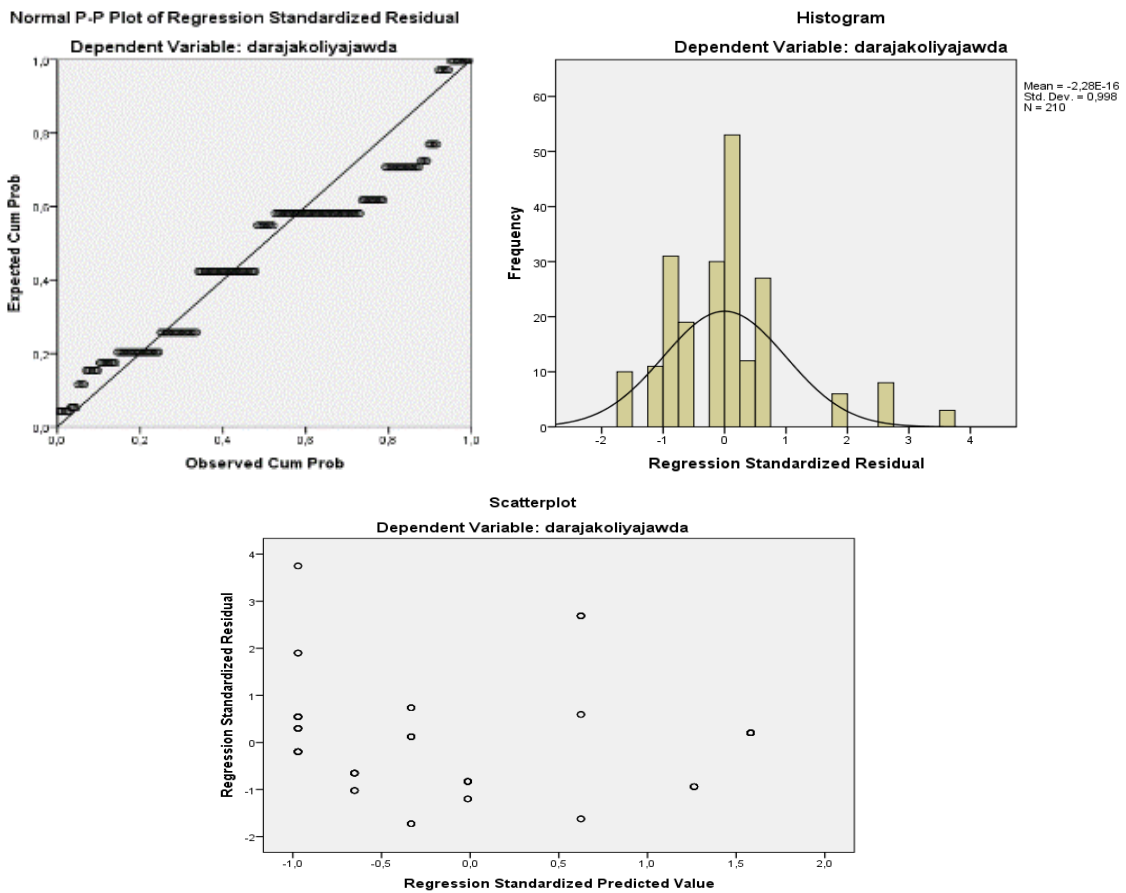 Normal P-P Plot of Regression Standardized Residual
Dependent Variable: darajakoliyajawda
Expected Cum Prob
1,0
0,8
0,6
0,4
0,2
0,0
0,0 0,2 0,4 0,6 0,8 1,0
Observed Cum Prob
Histogram
Dependent Variable: darajakoliyajawda
Mean = -2,28E-16
Std. Dev. = 0,998
N = 210
Frequency
60
50
40
30
20
10
0
-2 -1 0 1 2 3 4
Regression Standardized Residual
Scatterplot
Dependent Variable: darajakoliyajawda
Regression Standardized Residual
4
3
2
1
0
-1
-2
-1,0 -0,5 0,0 0,5 1,0 1,5 2,0
Regression Standardized Predicted Value